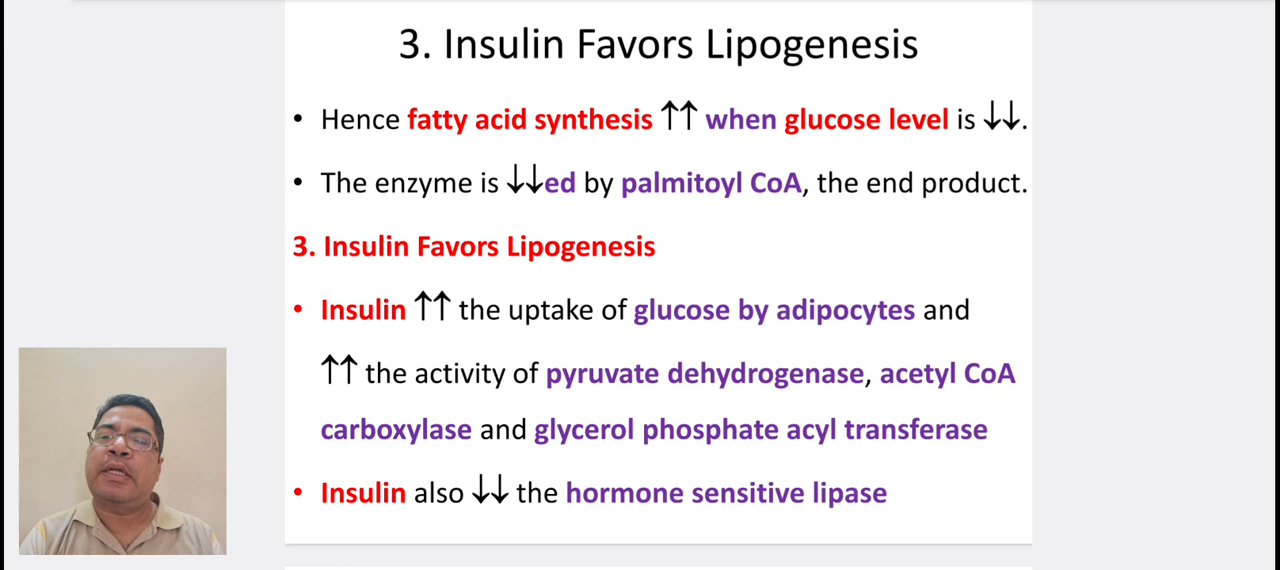 3. Insulin Favors Lipogenesis
• Hence fatty acid synthesis ↑↑ when glucose level is ↓↓.
• The enzyme is ↓↓ed by palmitoyl CoA, the end product.
3. Insulin Favors Lipogenesis
• Insulin ↑↑ the uptake of glucose by adipocytes and
↑↑ the activity of pyruvate dehydrogenase, acetyl CoA
carboxylase and glycerol phosphate acyl transferase
• Insulin also ↓↓ the hormone sensitive lipase